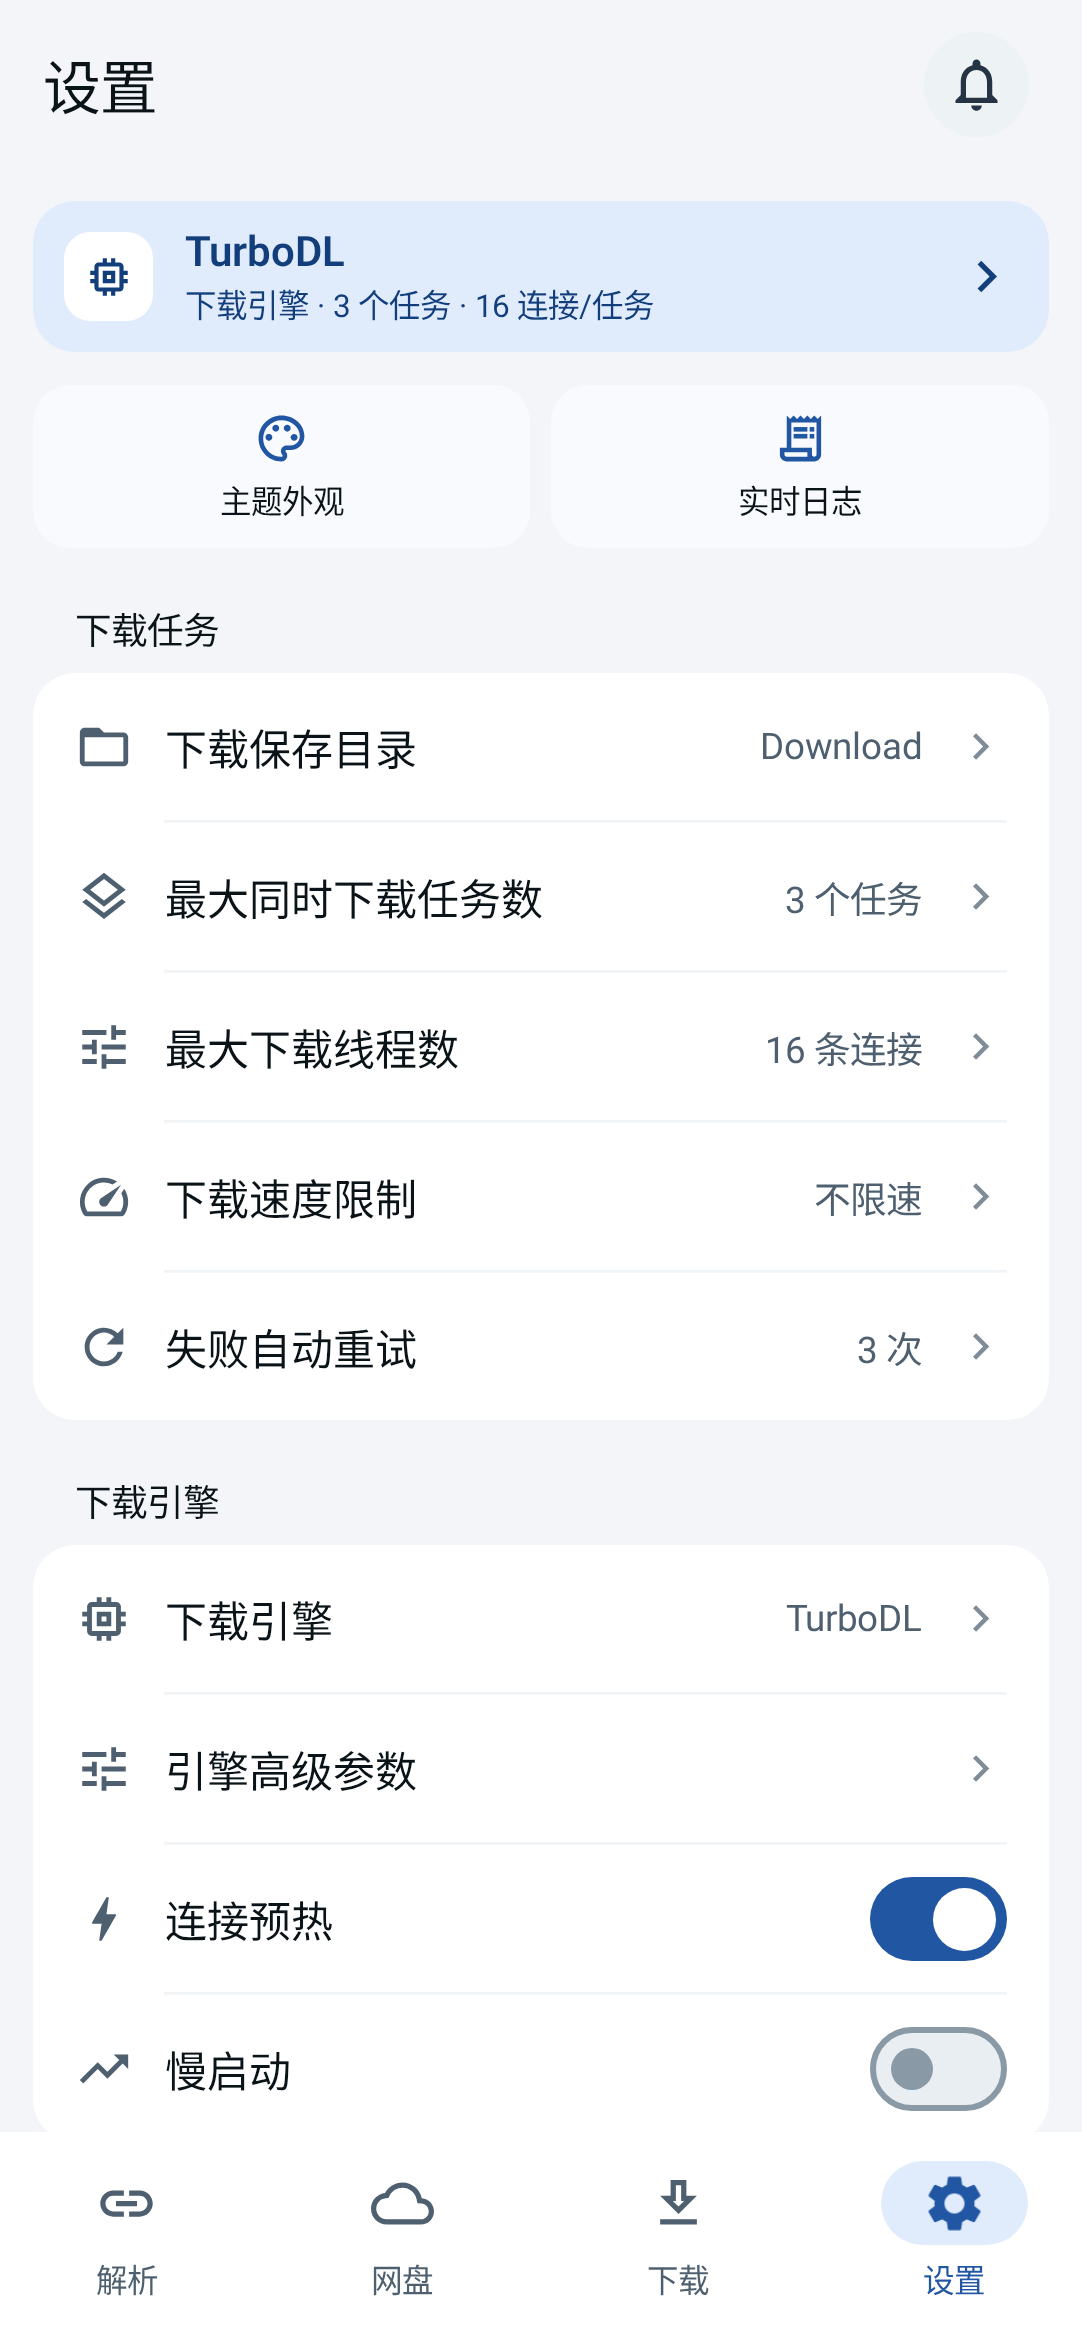 设置
TurboDL
下载引擎 · 3 个任务 · 16 连接/任务
主题外观
实时日志
下载任务
下载保存目录 Download
最大同时下载任务数 3 个任务
最大下载线程数 16 条连接
下载速度限制 不限速
失败自动重试 3 次
下载引擎
下载引擎 TurboDL
引擎高级参数
连接预热
慢启动
解析 网盘 下载 设置